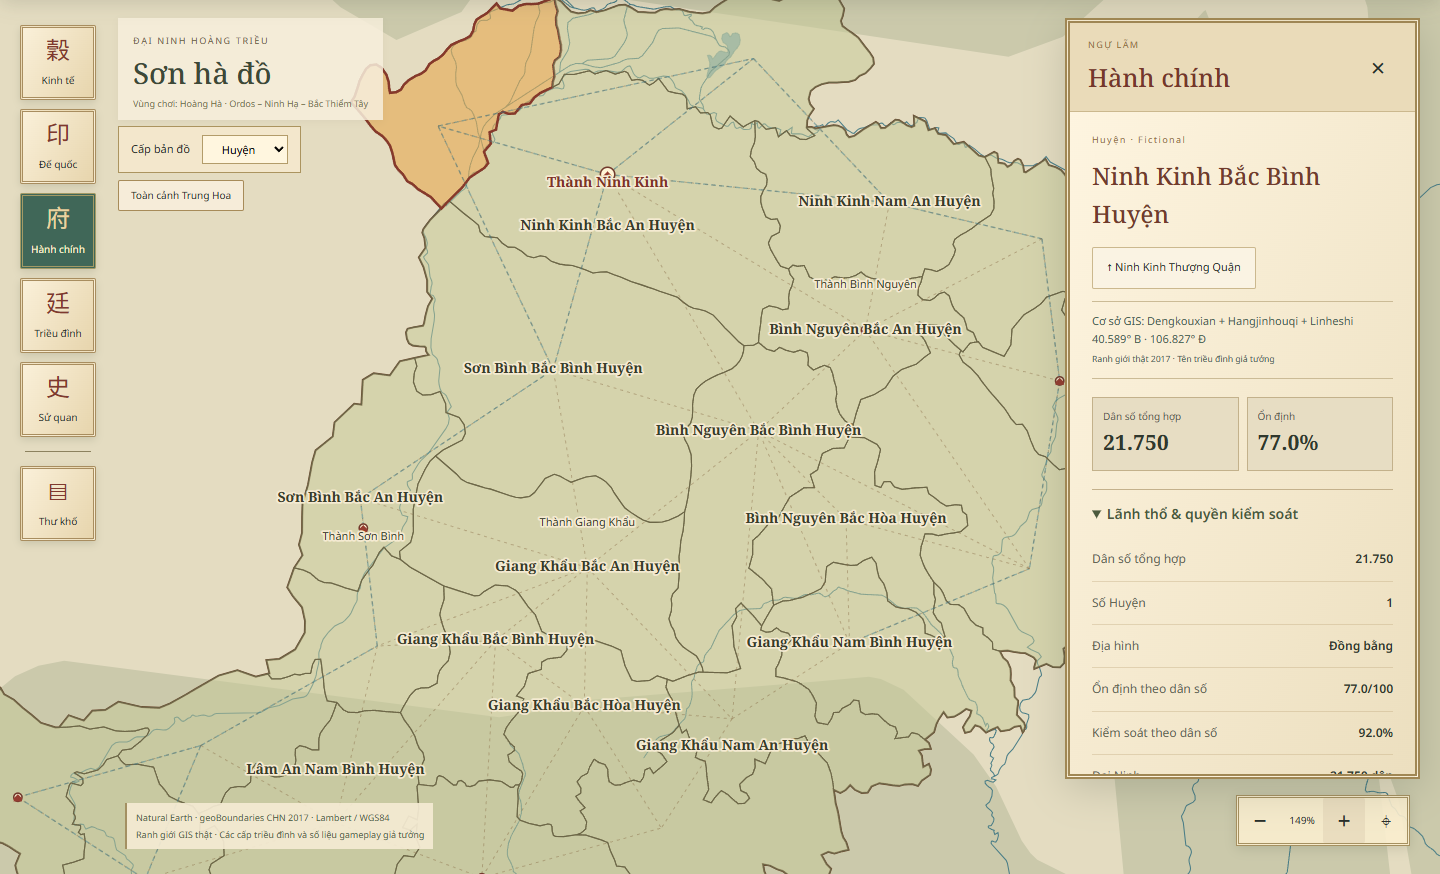 穀
Kinh tế
印
Đế quốc
府
Hành chính
廷
Triều đình
史
Sử quan
▤
Thư khố
ĐẠI NINH HOÀNG TRIỀU
Sơn hà đồ
Vùng chơi: Hoàng Hà · Ordos – Ninh Hạ – Bắc Thiểm Tây
Cấp bản đồ
Huyện
Toàn cảnh Trung Hoa
Thành Ninh Kinh
Ninh Kinh Nam An Huyện
Ninh Kinh Bắc An Huyện
Thành Bình Nguyên
Bình Nguyên Bắc An Huyện
Sơn Bình Bắc Bình Huyện
Bình Nguyên Bắc Bình Huyện
Sơn Bình Bắc An Huyện
Thành Sơn Bình
Thành Giang Khẩu
Bình Nguyên Bắc Hòa Huyện
Giang Khẩu Bắc An Huyện
Giang Khẩu Bắc Bình Huyện
Giang Khẩu Nam Bình Huyện
Giang Khẩu Bắc Hòa Huyện
Giang Khẩu Nam An Huyện
Lâm An Nam Bình Huyện
Natural Earth · geoBoundaries CHN 2017 · Lambert / WGS84
Ranh giới GIS thật · Các cấp triều đình và số liệu gameplay giả tưởng
NGỰ LÃM
Hành chính
✕
Huyện · Fictional
Ninh Kinh Bắc Bình
Huyện
↑ Ninh Kinh Thượng Quận
Cơ sở GIS: Dengkouxian + Hangjinhouqi + Linheshi
40.589° B · 106.827° Đ
Ranh giới thật 2017 · Tên triều đình giả tưởng
Dân số tổng hợp
21.750
Ổn định
77.0%
▼ Lãnh thổ & quyền kiểm soát
Dân số tổng hợp 21.750
Số Huyện 1
Địa hình Đồng bằng
Ổn định theo dân số 77.0/100
Kiểm soát theo dân số 92.0%
Đại Ninh 21.750 dân
− 149% + ⌖